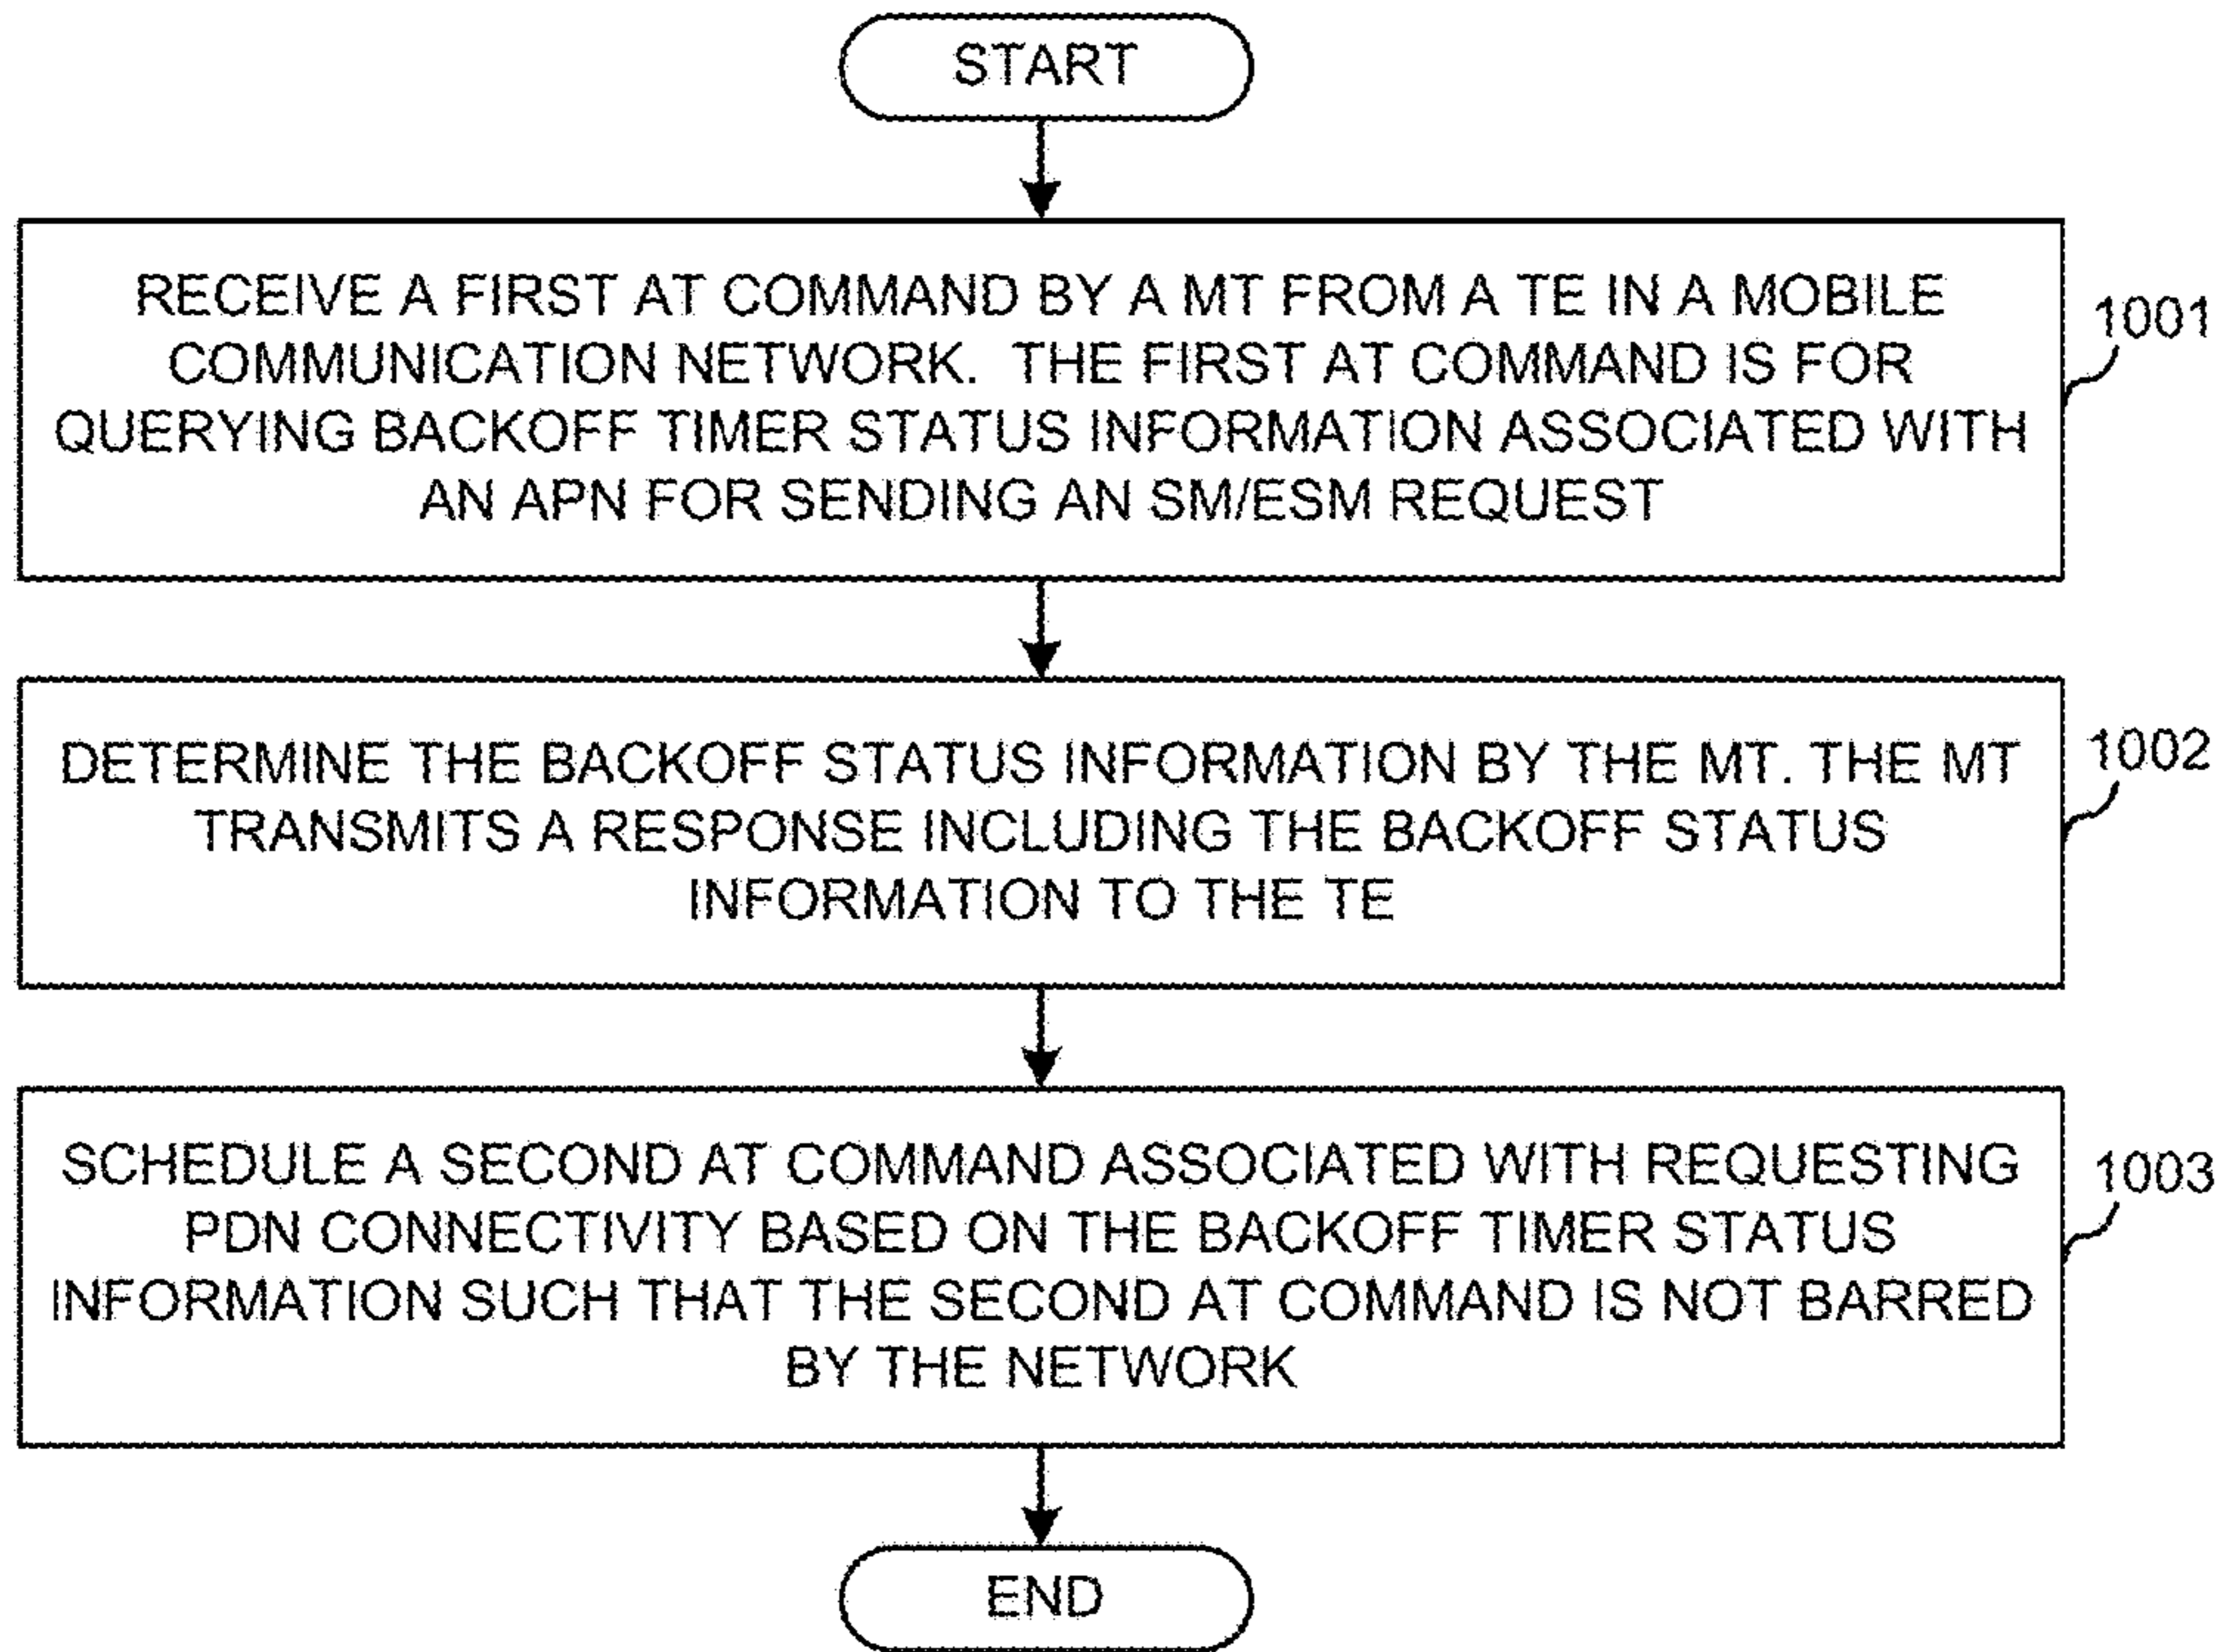 START
RECEIVE A FIRST AT COMMAND BY A MT FROM A TE IN A MOBILE
COMMUNICATION NETWORK. THE FIRST AT COMMAND IS FOR
QUERYING BACKOFF TIMER STATUS INFORMATION ASSOCIATED WITH
AN APN FOR SENDING AN SM/ESM REQUEST
1001
DETERMINE THE BACKOFF STATUS INFORMATION BY THE MT. THE MT
TRANSMITS A RESPONSE INCLUDING THE BACKOFF STATUS
INFORMATION TO THE TE
1002
SCHEDULE A SECOND AT COMMAND ASSOCIATED WITH REQUESTING
PDN CONNECTIVITY BASED ON THE BACKOFF TIMER STATUS
INFORMATION SUCH THAT THE SECOND AT COMMAND IS NOT BARRED
BY THE NETWORK
1003
END